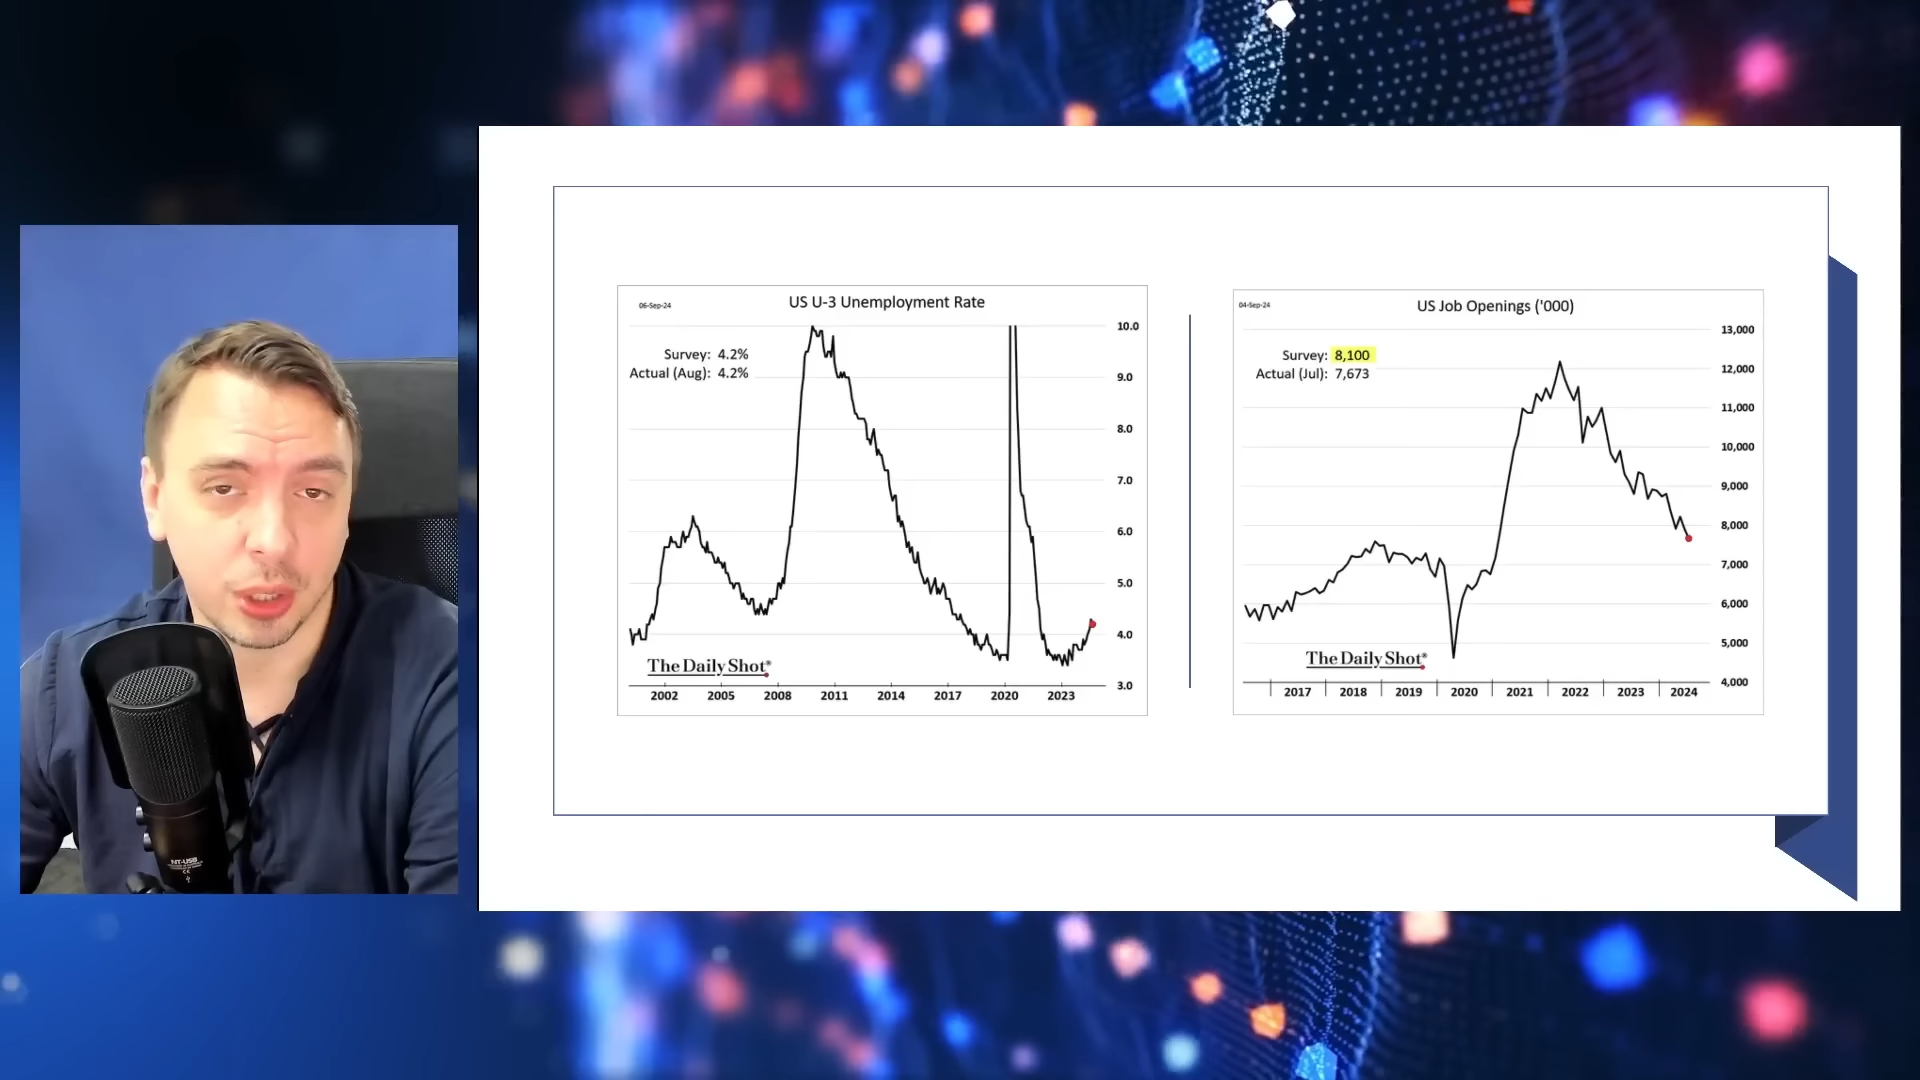 06-Sep-24
US U-3 Unemployment Rate
Survey: 4.2%
Actual (Aug): 4.2%
10.0
9.0
8.0
7.0
6.0
5.0
4.0
3.0
The Daily Shot®
2002 2005 2008 2011 2014 2017 2020 2023
04-Sep-24
US Job Openings ('000)
Survey: 8,100
Actual (Jul): 7,673
13,000
12,000
11,000
10,000
9,000
8,000
7,000
6,000
5,000
4,000
The Daily Shot®
2017 2018 2019 2020 2021 2022 2023 2024
NT-USB
CE